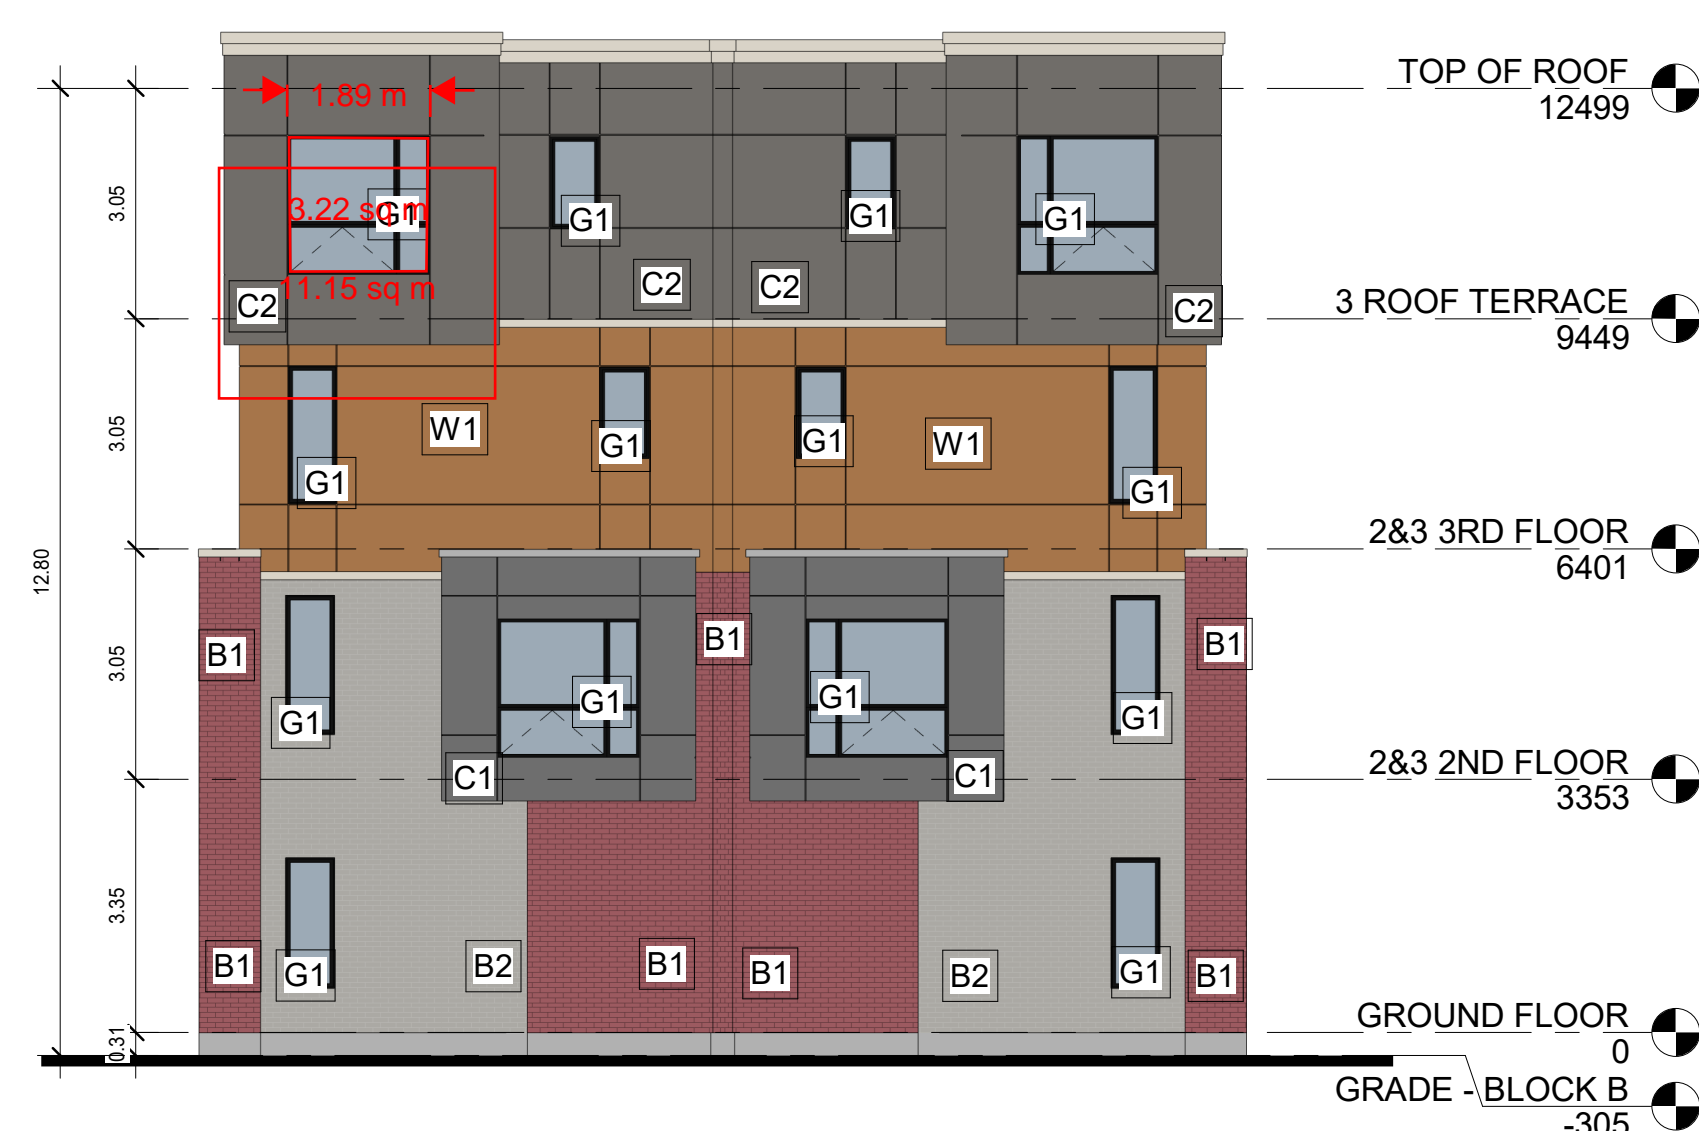 TOP OF ROOF
12499
1.89 m
3.05
3.22 sq m
G1
G1
G1
G1
11.15 sq m
C2
C2
C2
C2
3 ROOF TERRACE
9449
3.05
W1
W1
G1
G1
G1
G1
2&3 3RD FLOOR
6401
12.80
3.05
B1
B1
B1
G1
G1
G1
G1
C1
C1
2&3 2ND FLOOR
3353
3.35
B1
G1
B2
B1
B1
B2
G1
B1
GROUND FLOOR
0
0.31
GRADE - BLOCK B
-305